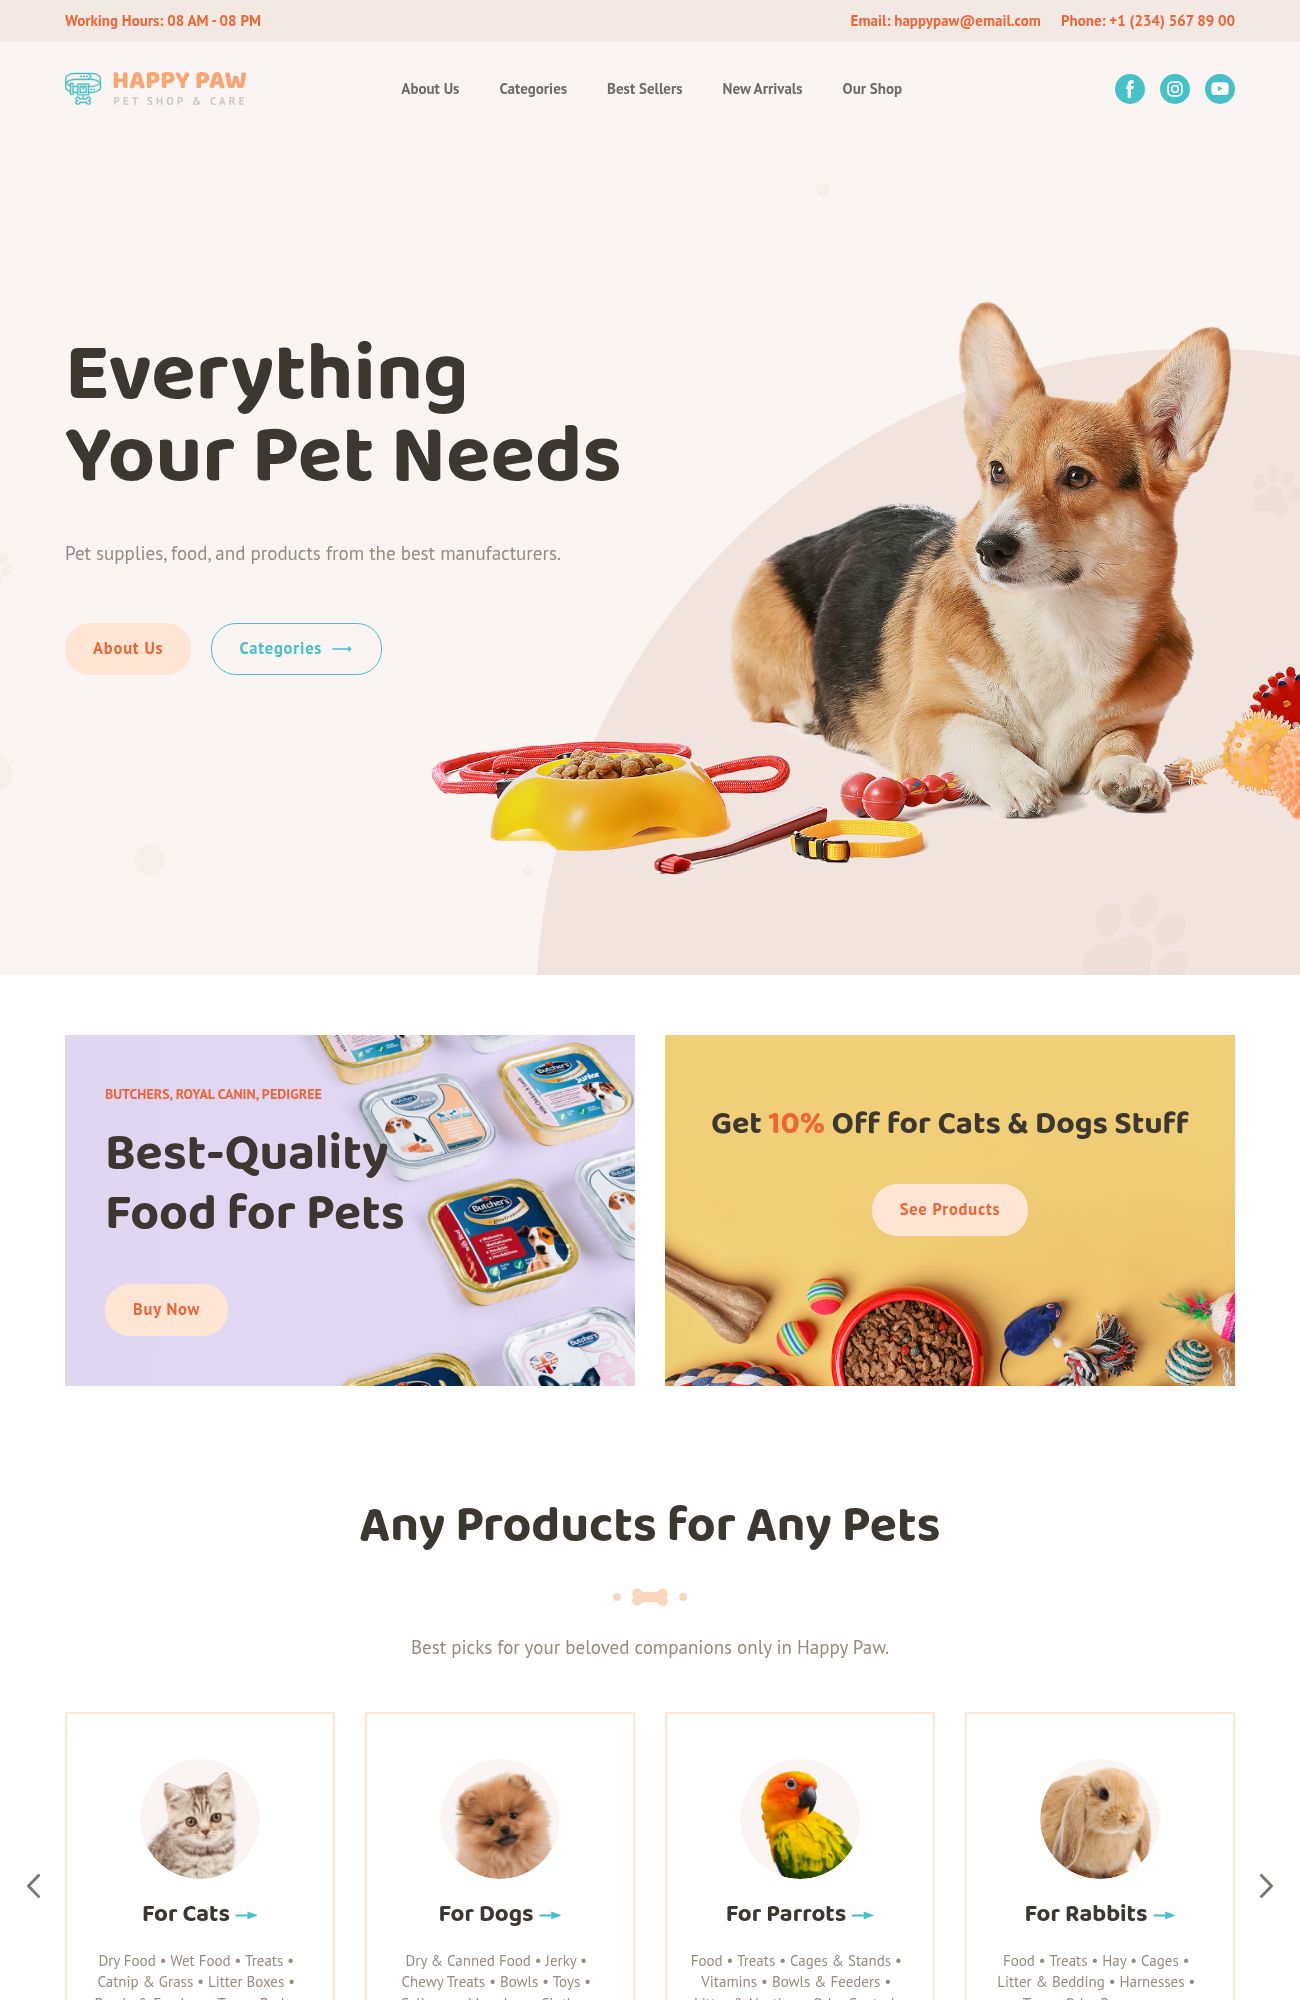 Working Hours: 08 AM - 08 PM
Email: happypaw@email.com
Phone: +1 (234) 567 89 00
HAPPY PAW
PET SHOP & CARE
About Us
Categories
Best Sellers
New Arrivals
Our Shop
Everything
Your Pet Needs
Pet supplies, food, and products from the best manufacturers.
About Us
Categories
BUTCHERS, ROYAL CANIN, PEDIGREE
Best-Quality
Food for Pets
Buy Now
Butcher's
Junior
Butcher's
Butcher's
Butcher's
Butcher's
Get 10% Off for Cats & Dogs Stuff
See Products
Any Products for Any Pets
Best picks for your beloved companions only in Happy Paw.
For Cats
Dry Food • Wet Food • Treats •
Catnip & Grass • Litter Boxes •
For Dogs
Dry & Canned Food • Jerky •
Chewy Treats • Bowls • Toys •
For Parrots
Food • Treats • Cages & Stands •
Vitamins • Bowls & Feeders •
For Rabbits
Food • Treats • Hay • Cages •
Litter & Bedding • Harnesses •